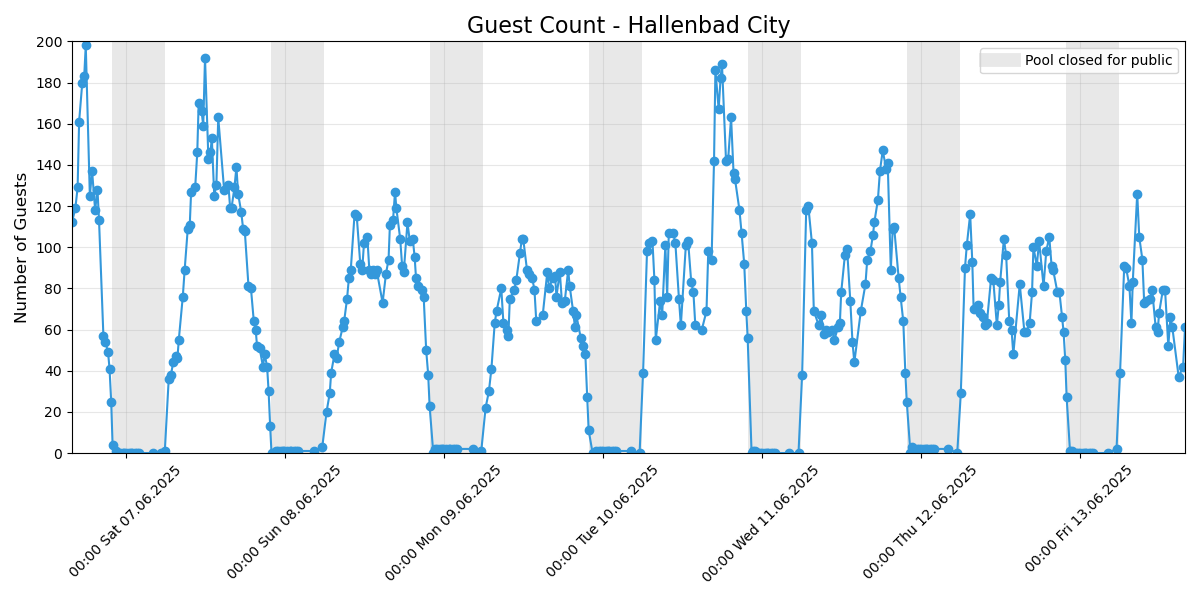 Guest Count - Hallenbad City
Pool closed for public
Number of Guests
200
180
160
140
120
100
80
60
40
20
0
00:00 Sat 07.06.2025
00:00 Sun 08.06.2025
00:00 Mon 09.06.2025
00:00 Tue 10.06.2025
00:00 Wed 11.06.2025
00:00 Thu 12.06.2025
00:00 Fri 13.06.2025